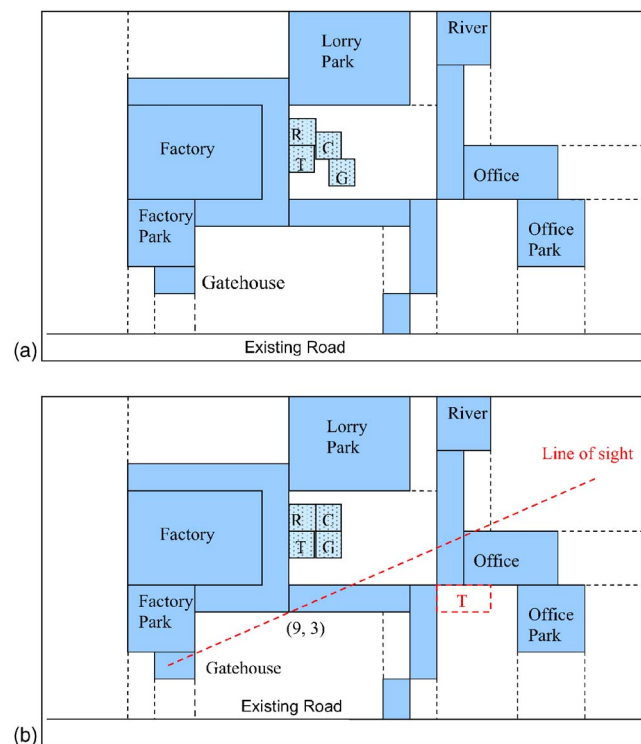 Lorry
Park
River
R
C
T
G
Factory
Office
Factory
Park
Office
Park
Gatehouse
Existing Road
(a)
Lorry
Park
River
Line of
sight
R
C
T
G
Factory
Office
Factory
Park
T
Office
Park
(9, 3)
Gatehouse
Existing Road
(b)